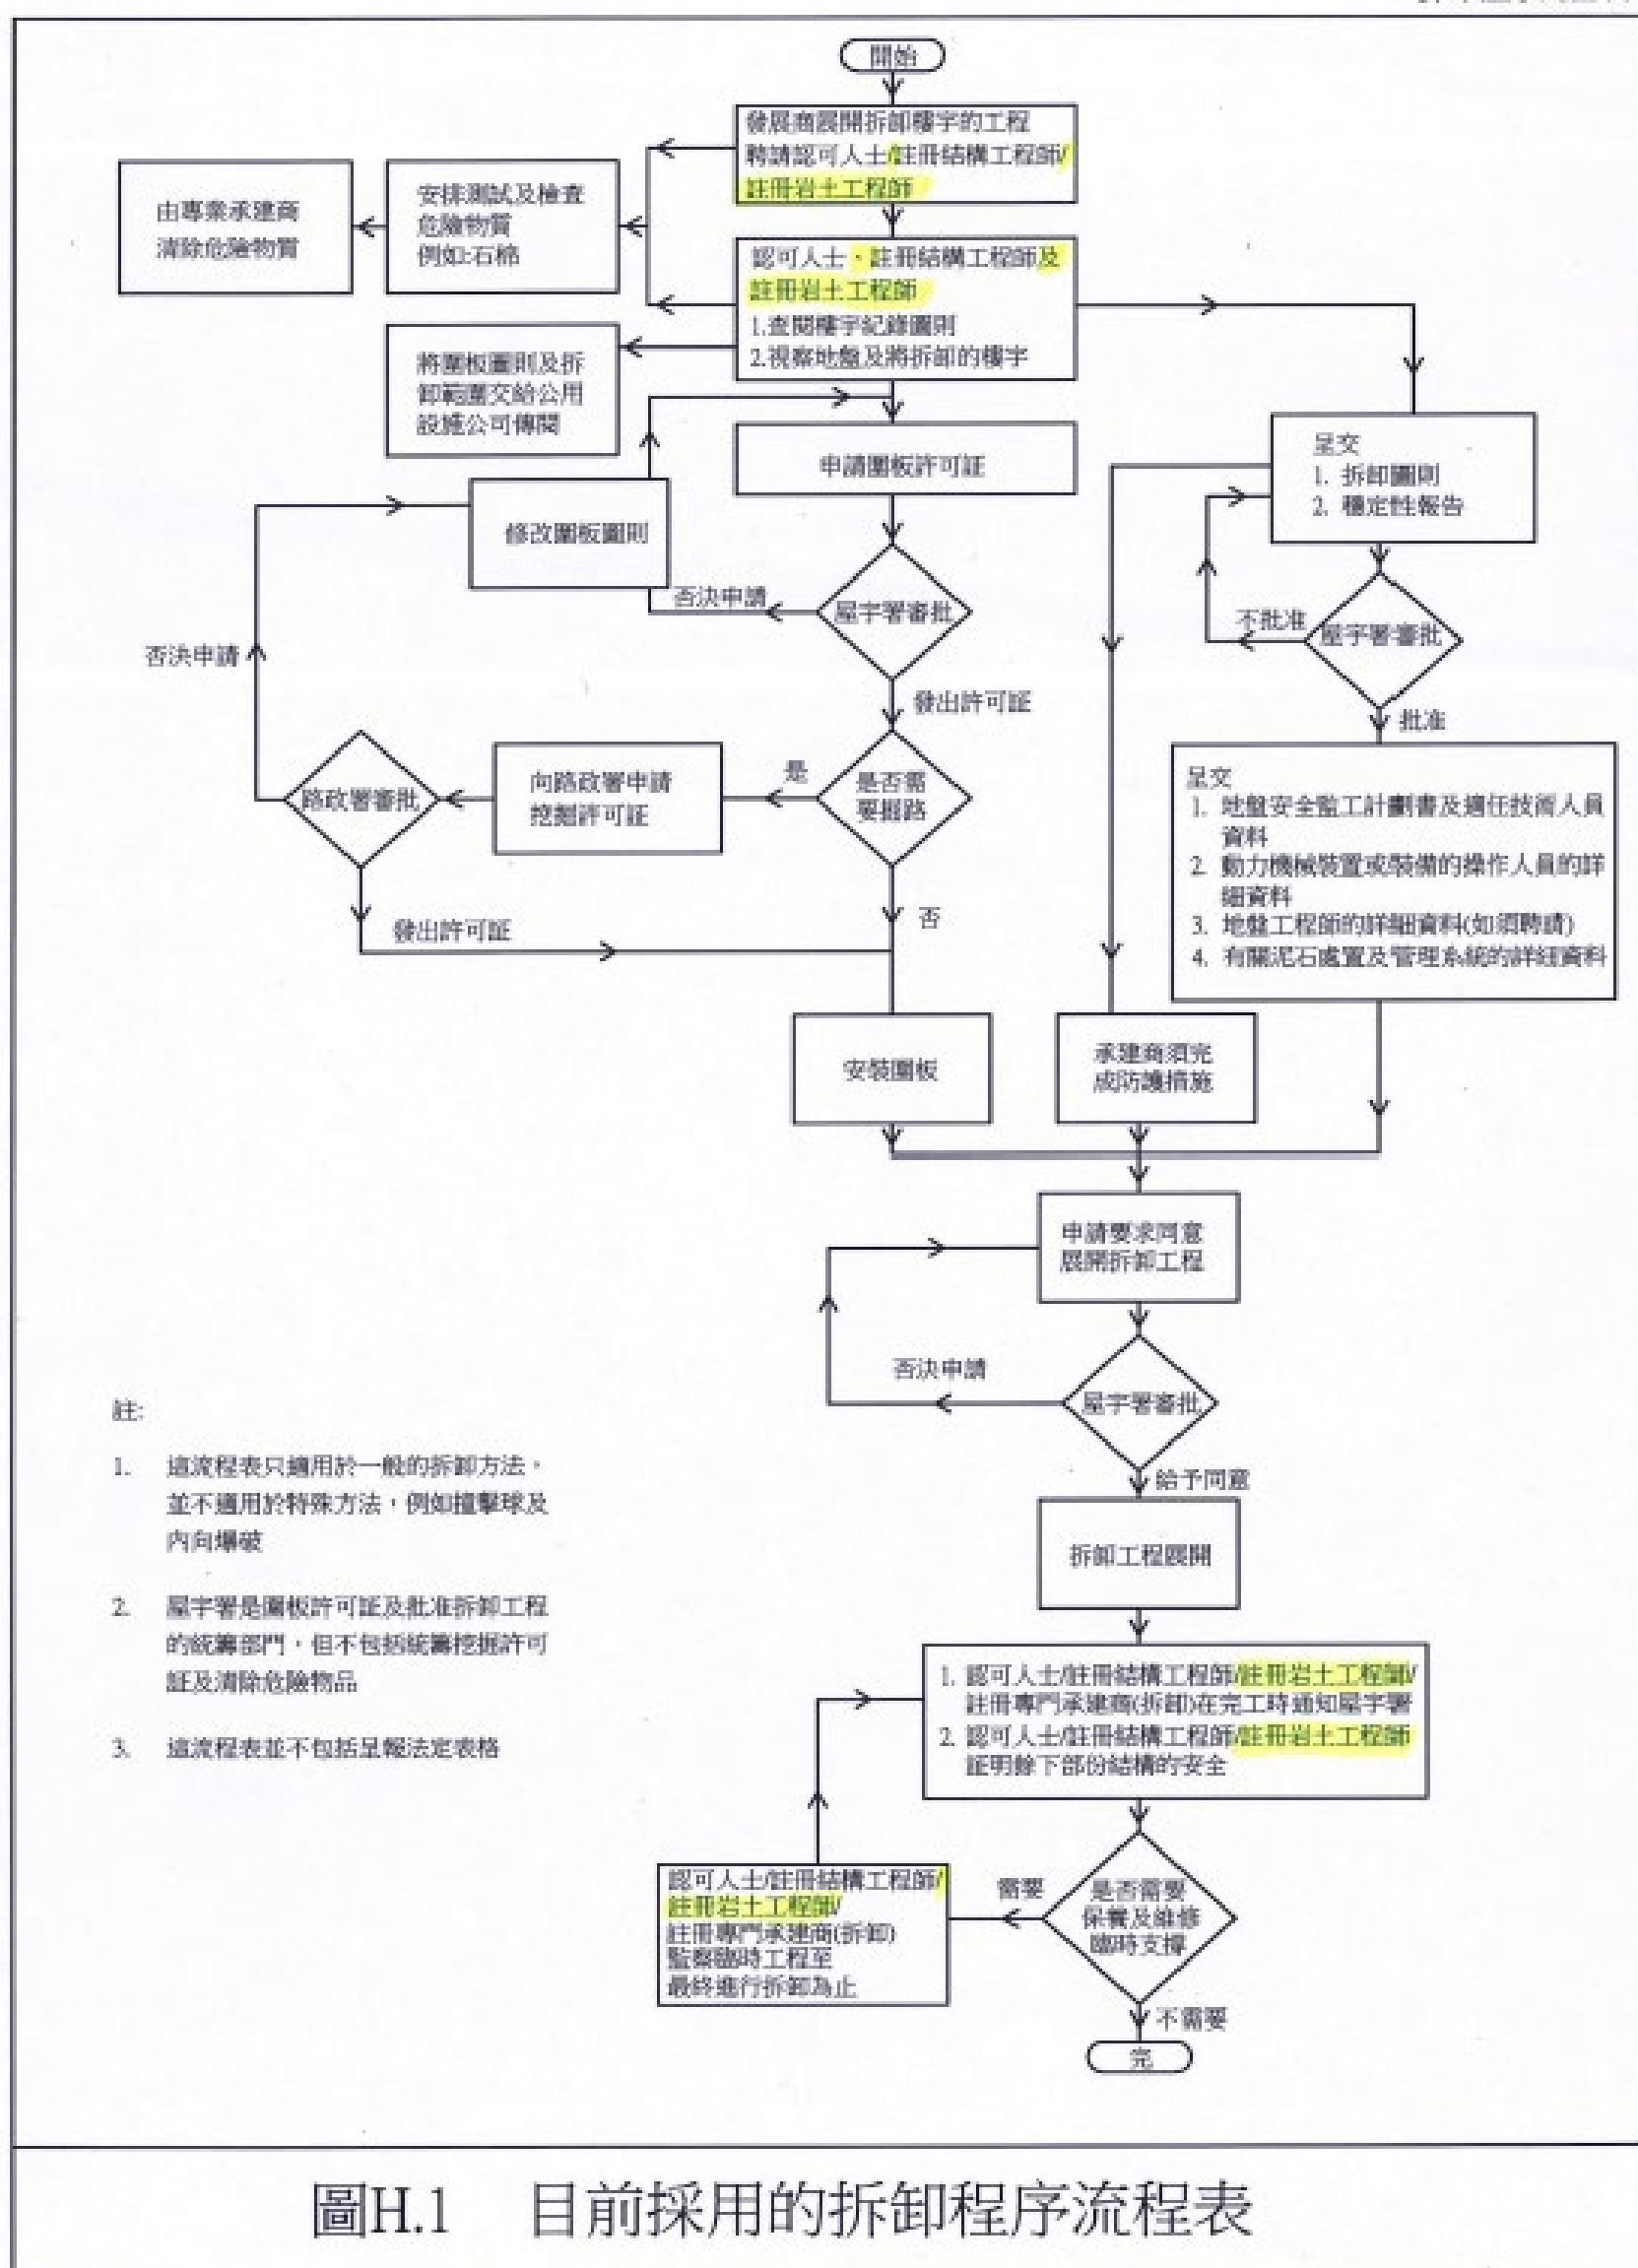 開始
發展商展開拆卸樓宇的工程
聘請認可人士/註冊結構工程師/
註冊岩土工程師
由專業承建商
清除危險物質
安排測試及檢查
危險物質
例如:石棉
認可人士、註冊結構工程師及
註冊岩土工程師
1.查閱樓宇紀錄圖則
2.視察地盤及將拆卸的樓宇
將圍板圖則及拆
卸範圍交給公用
設施公司傳閱
申請圍板許可証
呈交
1. 拆卸圖則
2. 穩定性報告
修改圍板圖則
否決申請
屋宇署審批
不批准
屋宇署審批
否決申請
發出許可証
批准
路政署審批
向路政署申請
挖掘許可証
是
是否需
要掘路
呈交
1. 地盤安全監工計劃書及適任技術人員
資料
2. 動力機械裝置或裝備的操作人員的詳
細資料
3. 地盤工程師的詳細資料(如須聘請)
4. 有關泥石處置及管理系統的詳細資料
發出許可証
否
安裝圍板
承建商須完
成防護措施
申請要求同意
展開拆卸工程
否決申請
屋宇署審批
給予同意
拆卸工程展開
註:
1. 這流程表只適用於一般的拆卸方法,
並不適用於特殊方法,例如撞擊球及
內向爆破
2. 屋宇署是圍板許可証及批准拆卸工程
的統籌部門,但不包括統籌挖掘許可
証及清除危險物品
3. 這流程表並不包括呈報法定表格
1. 認可人士/註冊結構工程師/註冊岩土工程師/
註冊專門承建商(拆卸)在完工時通知屋宇署
2. 認可人士/註冊結構工程師/註冊岩土工程師
証明餘下部份結構的安全
認可人士/註冊結構工程師/
註冊岩土工程師/
註冊專門承建商(拆卸)
監察臨時工程至
最終進行拆卸為止
需要
是否需要
保養及維修
臨時支撐
不需要
完
圖H.1 目前採用的拆卸程序流程表